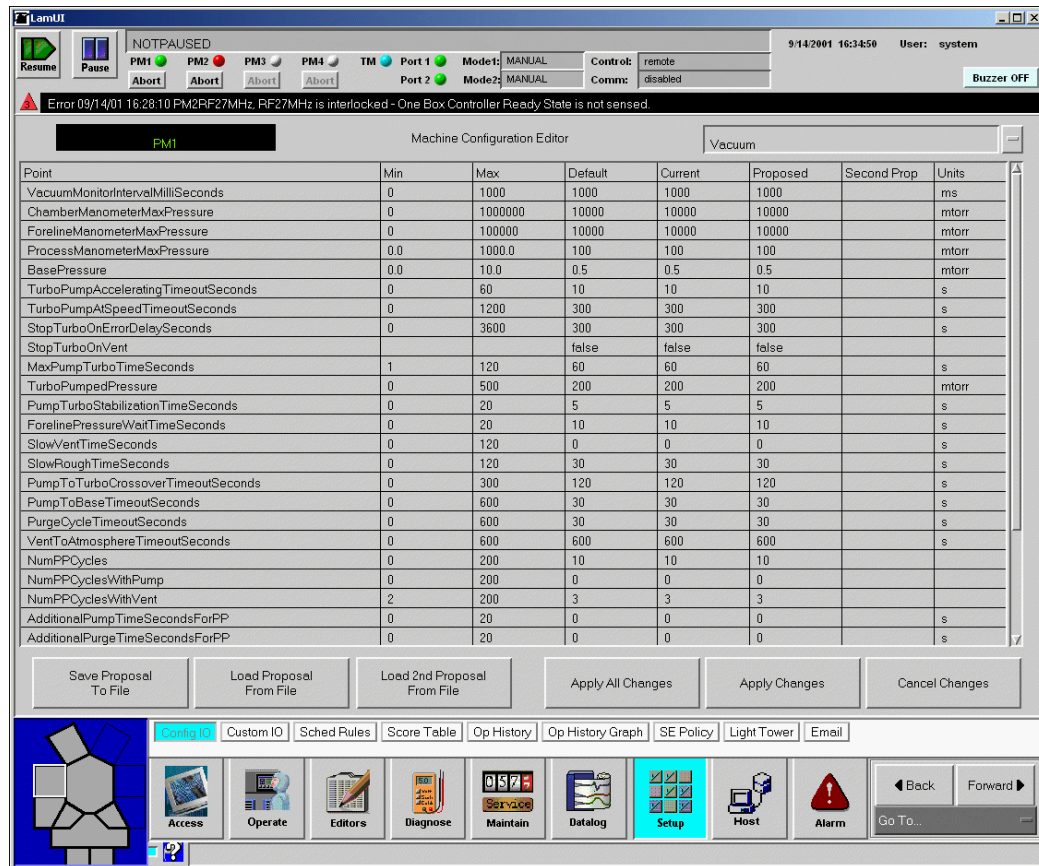 LamUI
NOTPAUSED
9/14/2001 16:34:50 User: system
PM1 PM2 PM3 PM4 TM Port 1 Mode1: MANUAL Control: remote
Resume Pause
Abort Abort Abort Abort Port 2 Mode2: MANUAL Comm: disabled Buzzer OFF
Error 09/14/01 16:28:10 PM2RF27MHz, RF27MHz is interlocked - One Box Controller Ready State is not sensed.
PM1 Machine Configuration Editor Vacuum
Point Min Max Default Current Proposed Second Prop Units
VacuumMonitorIntervalMilliSeconds 0 1000 1000 1000 1000 ms
ChamberManometerMaxPressure 0 1000000 10000 10000 10000 mtorr
ForelineManometerMaxPressure 0 100000 10000 10000 10000 mtorr
ProcessManometerMaxPressure 0.0 1000.0 100 100 100 mtorr
BasePressure 0.0 10.0 0.5 0.5 0.5 mtorr
TurboPumpAcceleratingTimeoutSeconds 0 60 10 10 10 s
TurboPumpAtSpeedTimeoutSeconds 0 1200 300 300 300 s
StopTurboOnErrorDelaySeconds 0 3600 300 300 300 s
StopTurboOnVent false false false
MaxPumpTurboTimeSeconds 1 120 60 60 60 s
TurboPumpedPressure 0 500 200 200 200 mtorr
PumpTurboStabilizationTimeSeconds 0 20 5 5 5 s
ForelinePressureWaitTimeSeconds 0 20 10 10 10 s
SlowVentTimeSeconds 0 120 0 0 0 s
SlowRoughTimeSeconds 0 120 30 30 30 s
PumpToTurboCrossoverTimeoutSeconds 0 300 120 120 120 s
PumpToBaseTimeoutSeconds 0 600 30 30 30 s
PurgeCycleTimeoutSeconds 0 600 30 30 30 s
VentToAtmosphereTimeoutSeconds 0 600 600 600 600 s
NumPPCycles 0 200 10 10 10
NumPPCyclesWithPump 0 200 0 0 0
NumPPCyclesWithVent 2 200 3 3 3
AdditionalPumpTimeSecondsForPP 0 20 0 0 0 s
AdditionalPurgeTimeSecondsForPP 0 20 0 0 0 s
Save Proposal To File Load Proposal From File Load 2nd Proposal From File Apply All Changes Apply Changes Cancel Changes
Config IO Custom IO Sched Rules Score Table Op History Op History Graph SE Policy Light Tower Email
Access Operate Editors Diagnose Service Maintain Datalog Setup Host Alarm
Back Forward
Go To...